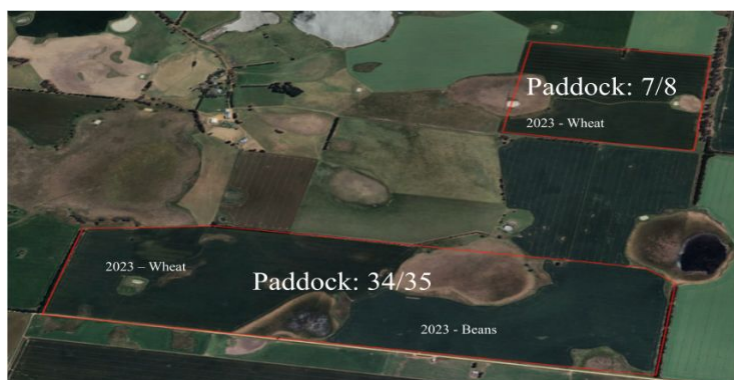 Paddock: 7/8
2023 - Wheat
2023 – Wheat
Paddock: 34/35
2023 - Beans